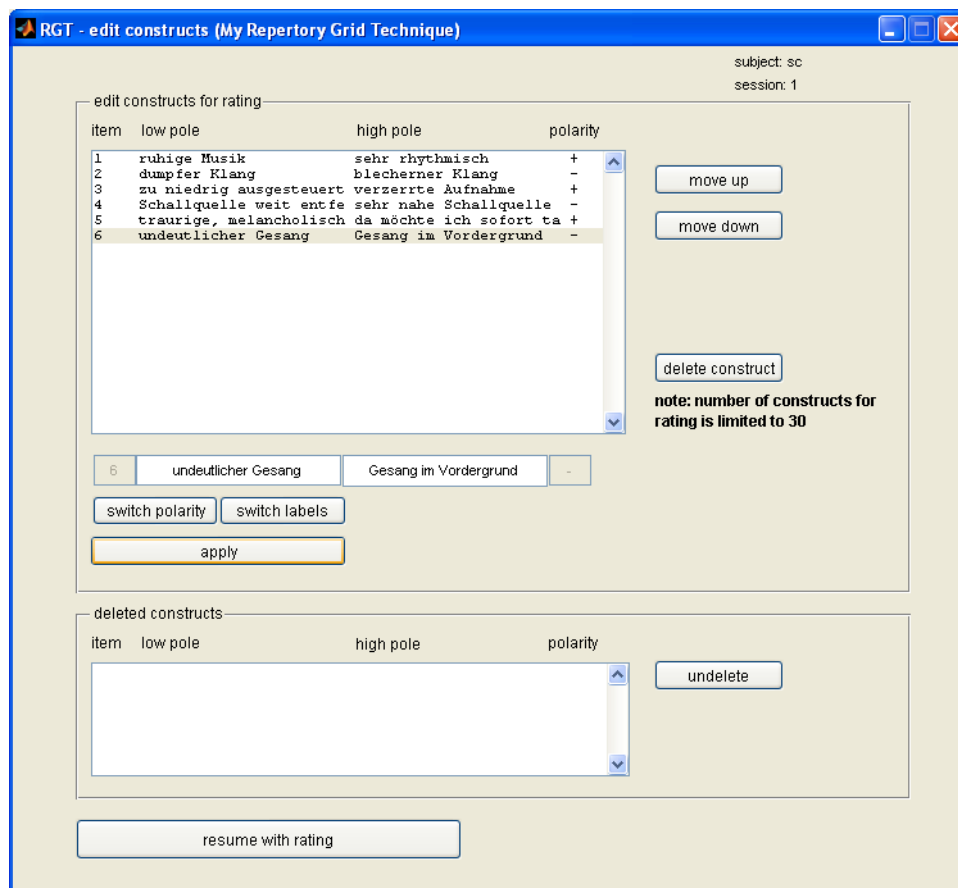 RGT - edit constructs (My Repertory Grid Technique)
subject: sc
session: 1
edit constructs for rating
item low pole high pole polarity
1 ruhige Musik sehr rhythmisch +
2 dumpfer Klang blecherner Klang -
3 zu niedrig ausgesteuert verzerrte Aufnahme +
4 Schallquelle weit entfe sehr nahe Schallquelle -
5 traurige, melancholisch da möchte ich sofort ta +
6 undeutlicher Gesang Gesang im Vordergrund -
move up
move down
delete construct
note: number of constructs for
rating is limited to 30
6 undeutlicher Gesang Gesang im Vordergrund -
switch polarity switch labels
apply
deleted constructs
item low pole high pole polarity
undelete
resume with rating